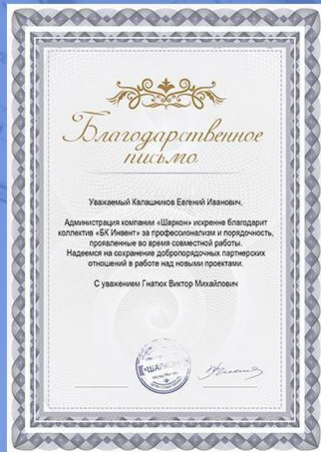 Благодарственное
письмо
Уважаемый Калашников Евгений Иванович,
Администрация компании «Шаркон» искренне благодарит
коллектив «БК Инвент» за профессионализм и порядочность,
проявленные во время совместной работы.
Надеемся на сохранение добропорядочных партнерских
отношений в работе над новыми проектами.
С уважением Гнатюк Виктор Михайлович
«ШАРКОН»